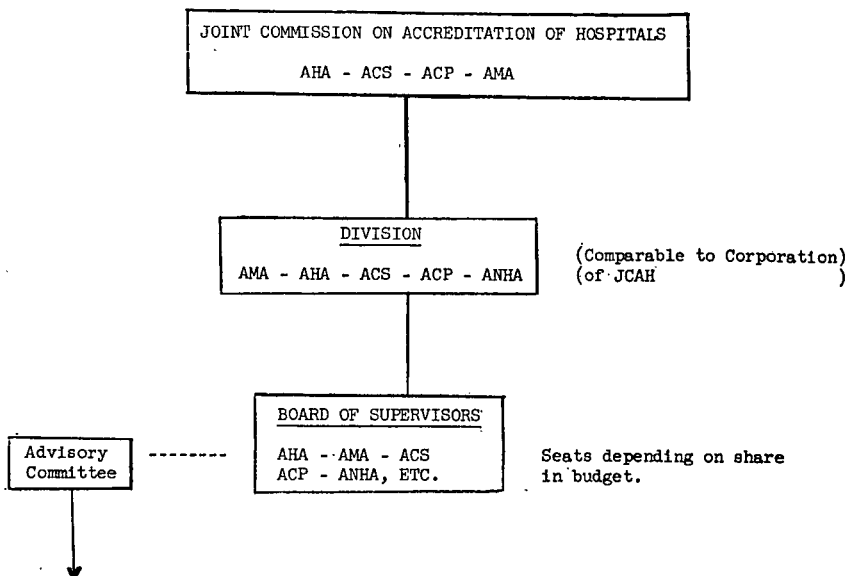 JOINT COMMISSION ON ACCREDITATION OF HOSPITALS
AHA - ACS - ACP - AMA
DIVISION
AMA - AHA - ACS - ACP - ANHA
(Comparable to Corporation)
(of JCAH )
BOARD OF SUPERVISORS
AHA - AMA - ACS
ACP - ANHA, ETC.
Advisory
Committee
Seats depending on share
in budget.